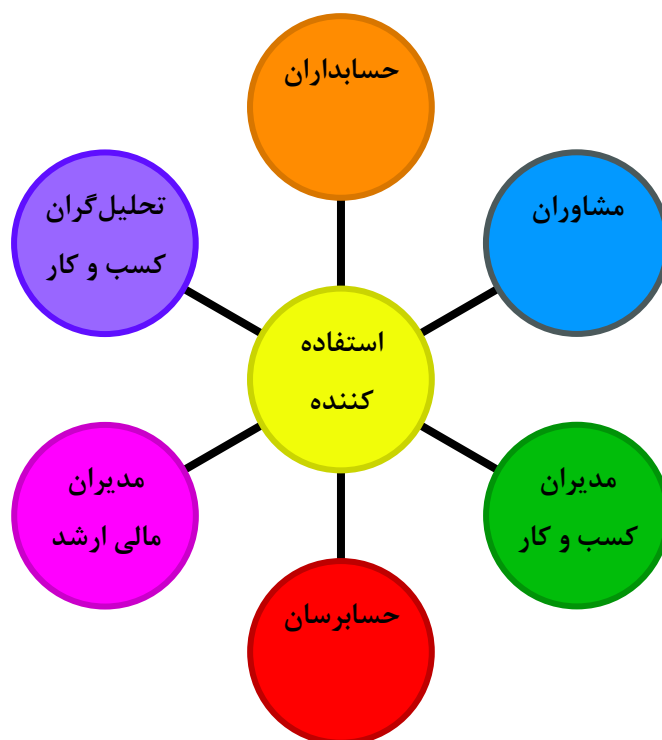 حسابداران
مشاوران
تحلیل‌گران
کسب و کار
استفاده
کننده
مدیران
کسب و کار
مدیران
مالی ارشد
حسابرسان